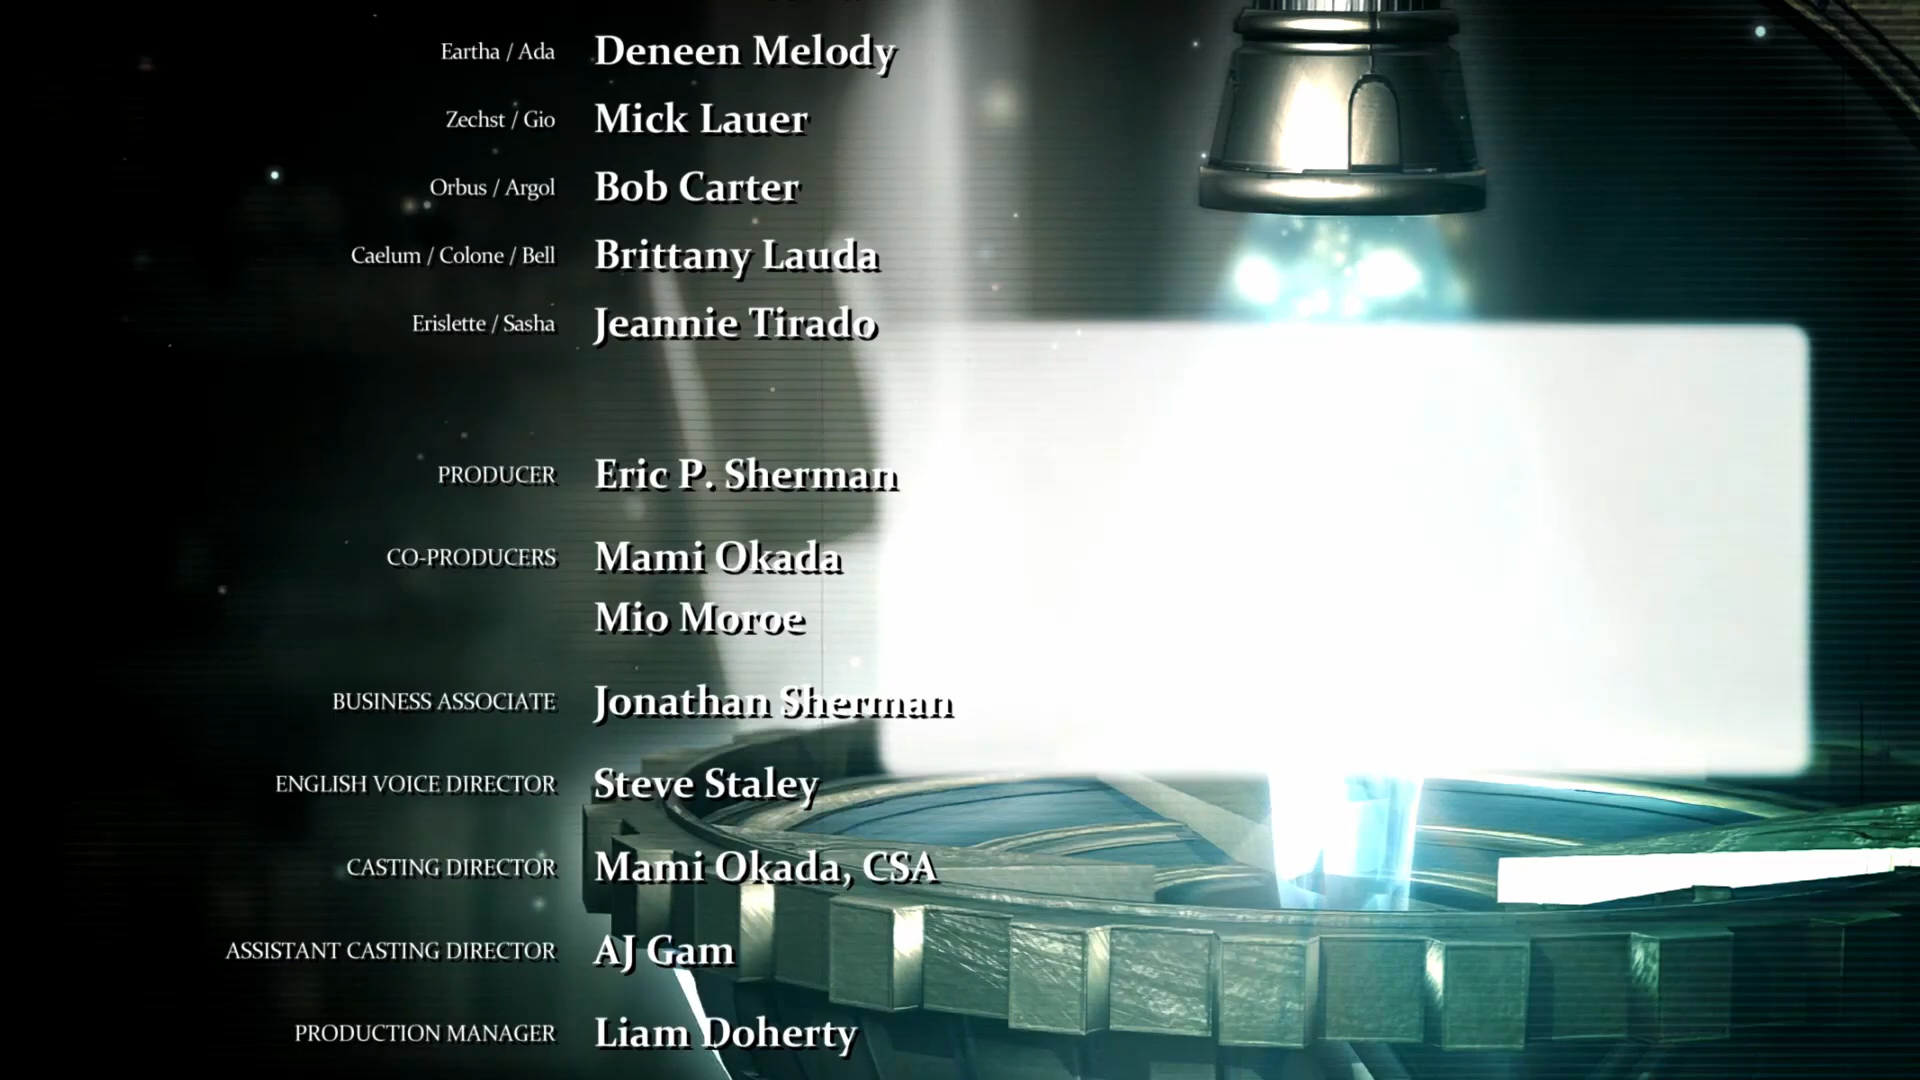 Eartha / Ada Deneen Melody
Zechst / Gio Mick Lauer
Orbus / Argol Bob Carter
Caelum / Colone / Bell Brittany Lauda
Erislette / Sasha Jeannie Tirado
PRODUCER Eric P. Sherman
CO-PRODUCERS Mami Okada
Mio Moroe
BUSINESS ASSOCIATE Jonathan Sherman
ENGLISH VOICE DIRECTOR Steve Staley
CASTING DIRECTOR Mami Okada, CSA
ASSISTANT CASTING DIRECTOR AJ Gam
PRODUCTION MANAGER Liam Doherty